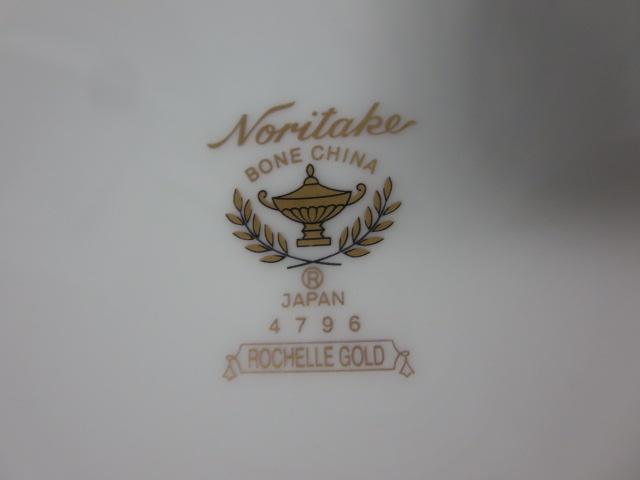 Noritake
BONE CHINA
®
JAPAN
4796
ROCHELLE GOLD